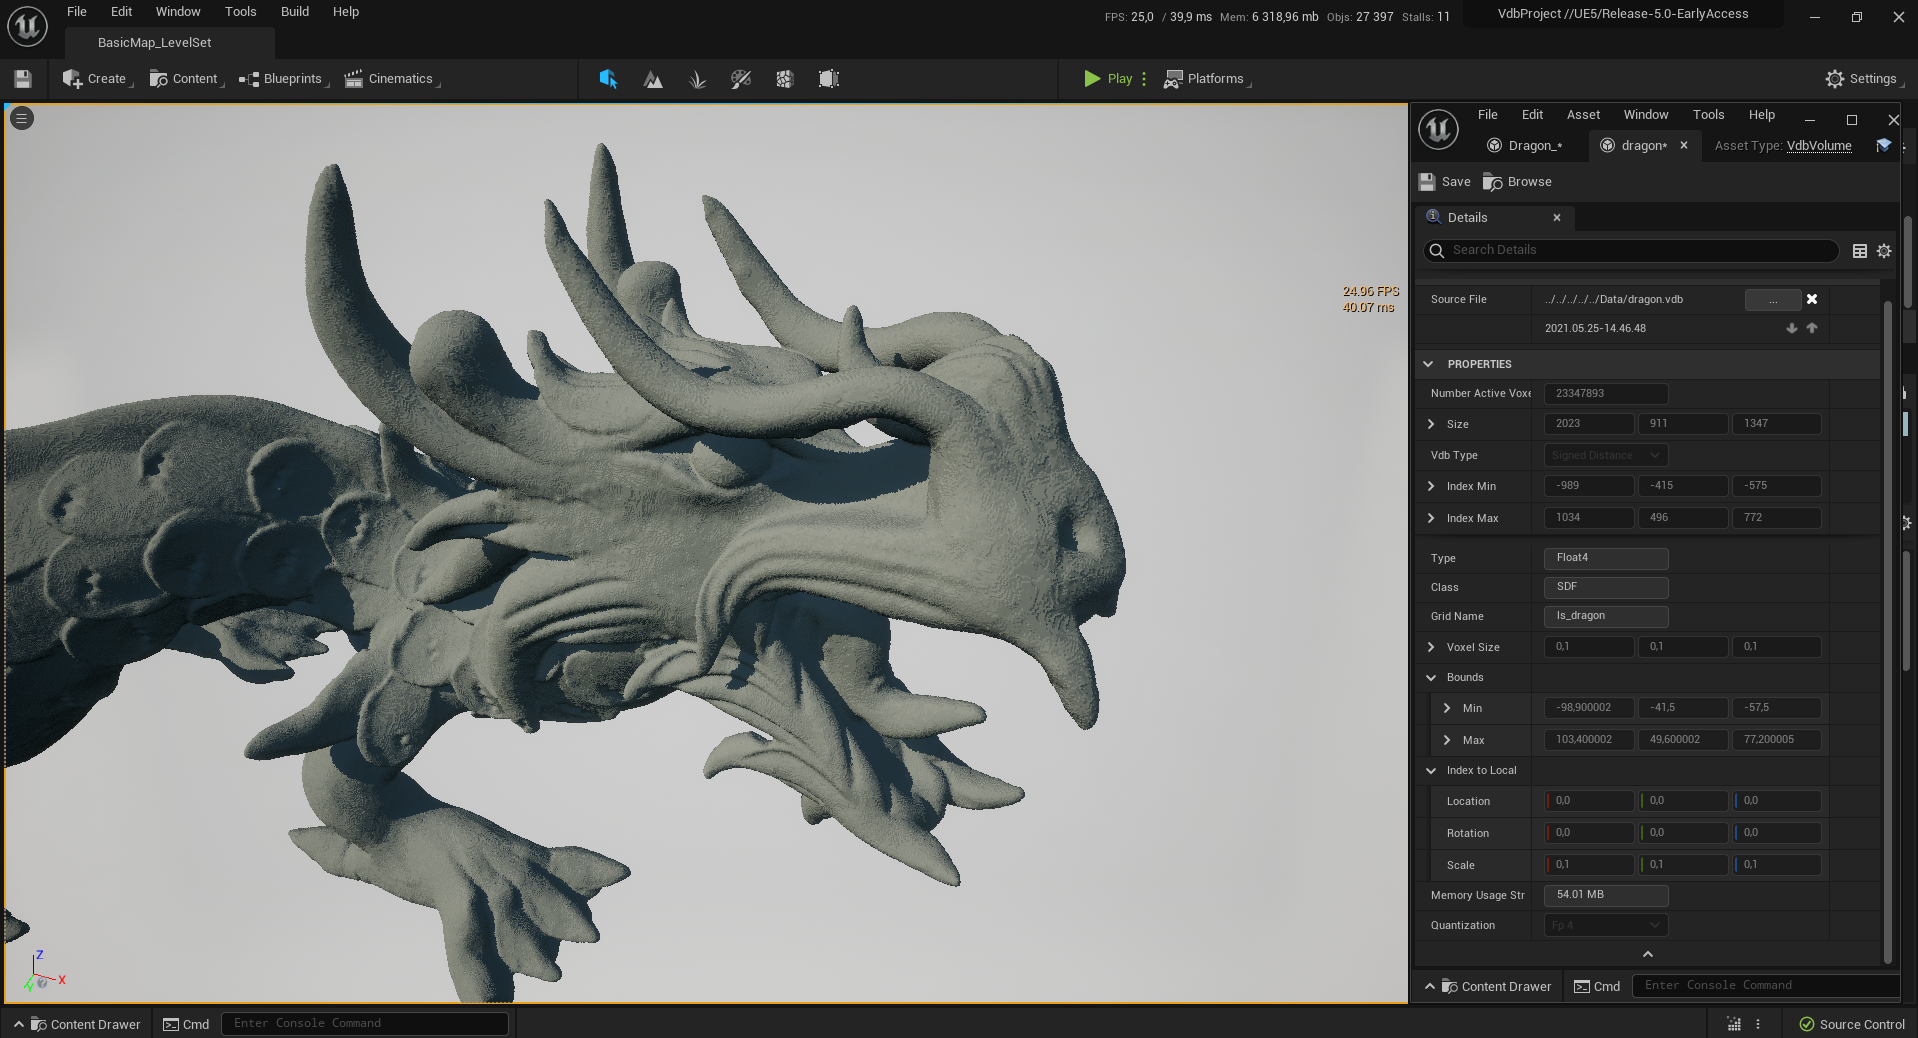 File Edit Window Tools Build Help
FPS: 25,0 / 39,9 ms Mem: 6 318,96 mb Objs: 27 397 Stalls: 11
VdbProject //UE5/Release-5.0-EarlyAccess
BasicMap_LevelSet
Create Content Blueprints Cinematics Play Platforms Settings
24.96 FPS
40.07 ms
Z
X
Y
File Edit Asset Window Tools Help
Dragon_* dragon* Asset Type: VdbVolume
Save Browse
Details
Search Details
Source File ../../../../../Data/dragon.vdb ...
2021.05.25-14.46.48
PROPERTIES
Number Active Voxe 23347893
Size 2023 911 1347
Vdb Type Signed Distance
Index Min -989 -415 -575
Index Max 1034 496 772
Type Float4
Class SDF
Grid Name ls_dragon
Voxel Size 0,1 0,1 0,1
Bounds
Min -98,900002 -41,5 -57,5
Max 103,400002 49,600002 77,200005
Index to Local
Location 0,0 0,0 0,0
Rotation 0,0 0,0 0,0
Scale 0,1 0,1 0,1
Memory Usage Str 54.01 MB
Quantization Fp 4
Content Drawer Cmd Enter Console Command
Content Drawer Cmd Enter Console Command
Source Control